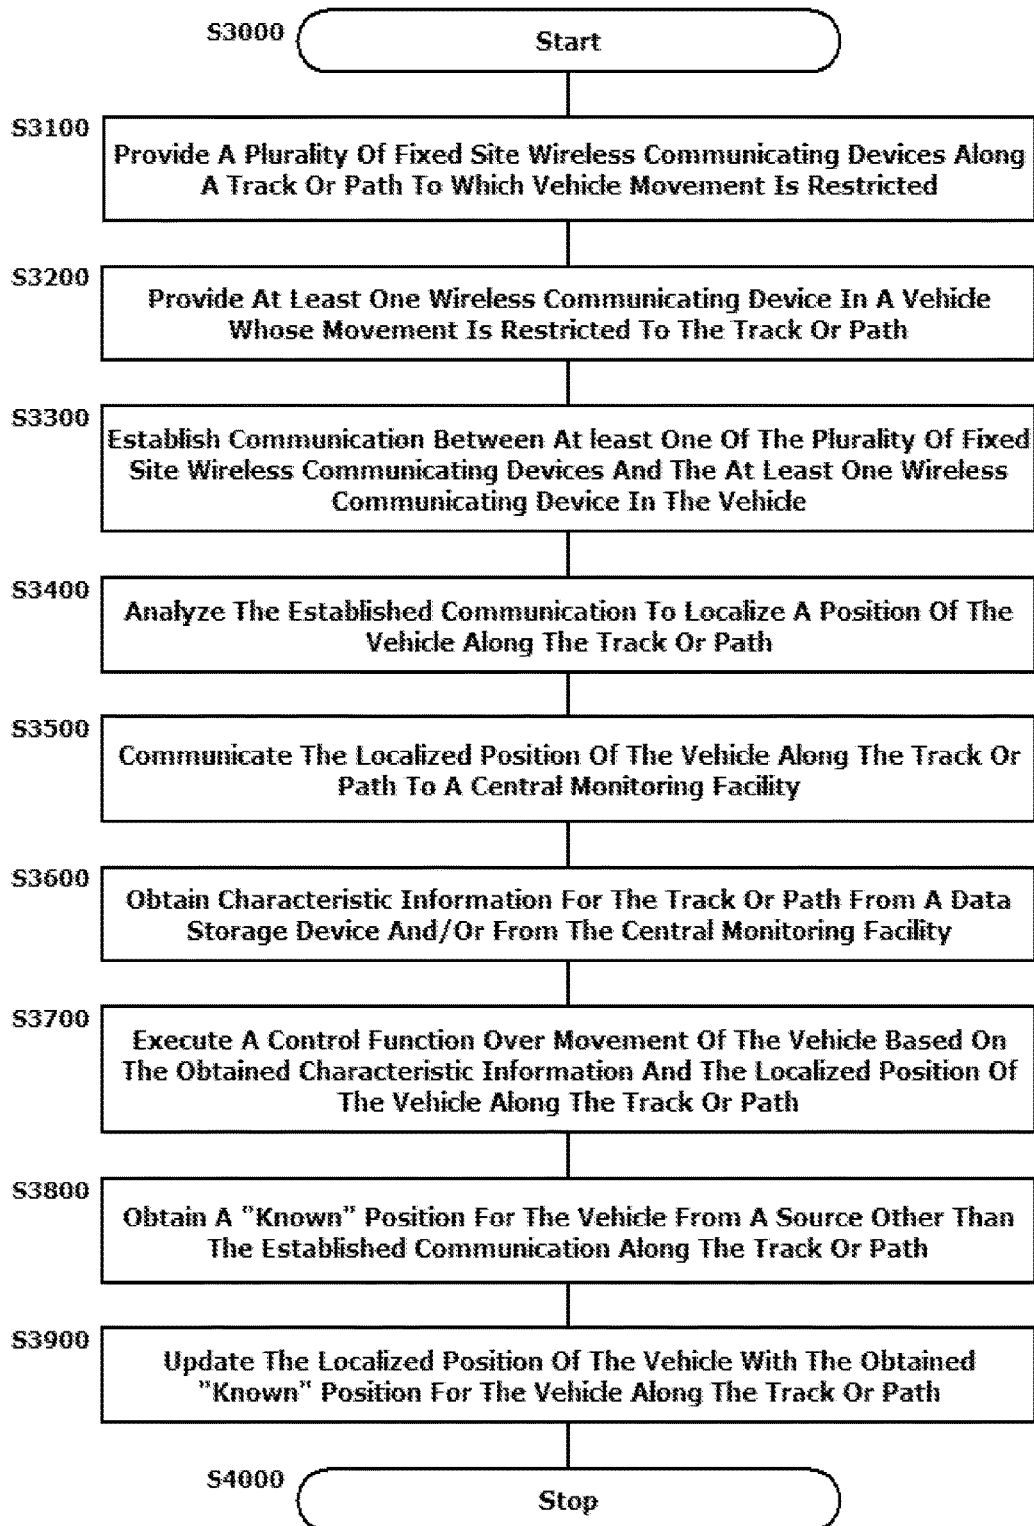 S3000
Start
S3100
Provide A Plurality Of Fixed Site Wireless Communicating Devices Along
A Track Or Path To Which Vehicle Movement Is Restricted
S3200
Provide At Least One Wireless Communicating Device In A Vehicle
Whose Movement Is Restricted To The Track Or Path
S3300
Establish Communication Between At least One Of The Plurality Of Fixed
Site Wireless Communicating Devices And The At Least One Wireless
Communicating Device In The Vehicle
S3400
Analyze The Established Communication To Localize A Position Of The
Vehicle Along The Track Or Path
S3500
Communicate The Localized Position Of The Vehicle Along The Track Or
Path To A Central Monitoring Facility
S3600
Obtain Characteristic Information For The Track Or Path From A Data
Storage Device And/Or From The Central Monitoring Facility
S3700
Execute A Control Function Over Movement Of The Vehicle Based On
The Obtained Characteristic Information And The Localized Position Of
The Vehicle Along The Track Or Path
S3800
Obtain A "Known" Position For The Vehicle From A Source Other Than
The Established Communication Along The Track Or Path
S3900
Update The Localized Position Of The Vehicle With The Obtained
"Known" Position For The Vehicle Along The Track Or Path
S4000
Stop